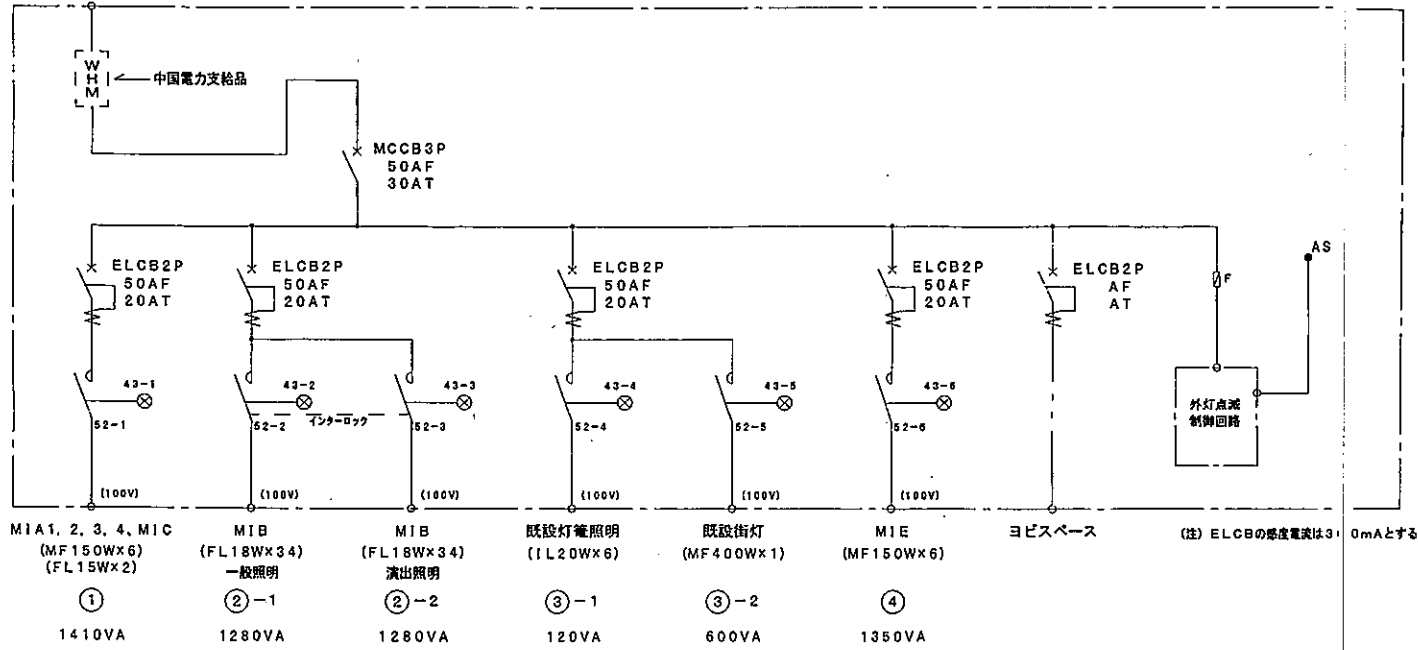 WHM
中国電力支給品
MCCB3P
50AF
30AT
ELCB2P
50AF
20AT
ELCB2P
50AF
20AT
ELCB2P
50AF
20AT
ELCB2P
50AF
20AT
ELCB2P
AF
AT
F
AS
43-1
43-2
43-3
43-4
43-5
43-6
外灯点滅
制御回路
インターロック
52-1
52-2
52-3
52-4
52-5
52-6
(100V)
(100V)
(100V)
(100V)
(100V)
(100V)
MIA1, 2, 3, 4, MIC
(MF150W×6)
(FL15W×2)
①
1410VA
MIB
(FL18W×34)
一般照明
②-1
1280VA
MIB
(FL18W×34)
演出照明
②-2
1280VA
既設灯篭照明
(IL20W×6)
③-1
120VA
既設街灯
(MF400W×1)
③-2
600VA
MIE
(MF150W×6)
④
1350VA
ヨビスペース
(注) ELCBの感度電流は30mAとする